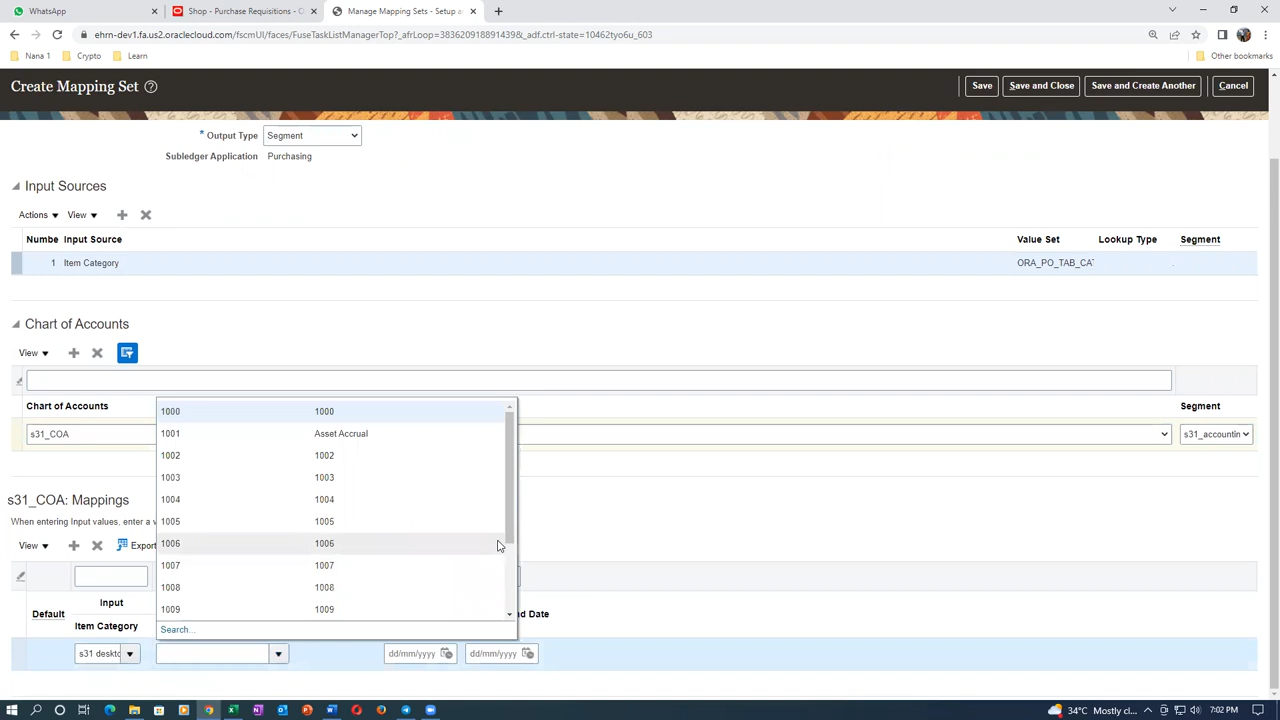 WhatsApp
Shop - Purchase Requisitions - O
Manage Mapping Sets - Setup a
ehrn-dev1.fa.us2.oraclecloud.com/fscmUI/faces/FuseTaskListManagerTop?_afrLoop=383620918891439&_adf.ctrl-state=10462tyo6u_603
Nana 1
Crypto
Learn
Other bookmarks
Create Mapping Set
Save
Save and Close
Save and Create Another
Cancel
* Output Type Segment
Subledger Application Purchasing
Input Sources
Actions View
Numbe Input Source Value Set Lookup Type Segment
1 Item Category ORA_PO_TAB_CAT
Chart of Accounts
View
Chart of Accounts Segment
s31_COA s31_accountin
1000 1000
1001 Asset Accrual
1002 1002
1003 1003
1004 1004
1005 1005
1006 1006
1007 1007
1008 1008
1009 1009
Search...
s31_COA: Mappings
When entering Input values, enter a v
View Export
Input
Default d Date
Item Category
s31 deskto dd/mm/yyyy dd/mm/yyyy
34°C Mostly cl... 7:02 PM